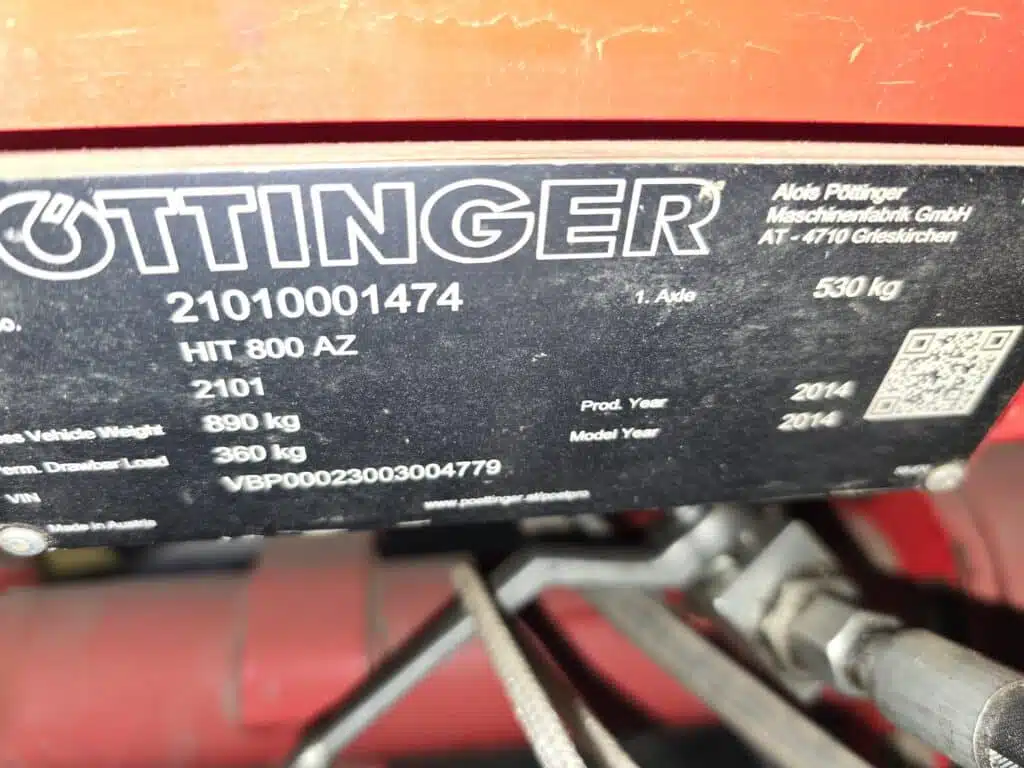 PÖTTINGER
Alois Pöttinger
Maschinenfabrik GmbH
AT - 4710 Grieskirchen
21010001474
1. Axle 530 kg
HIT 800 AZ
2101
890 kg
Prod. Year 2014
Vehicle Weight 360 kg
Model Year 2014
Drawbar Load
VIN VBP00023003004779
www.poettinger.at/poetpro
Made in Austria